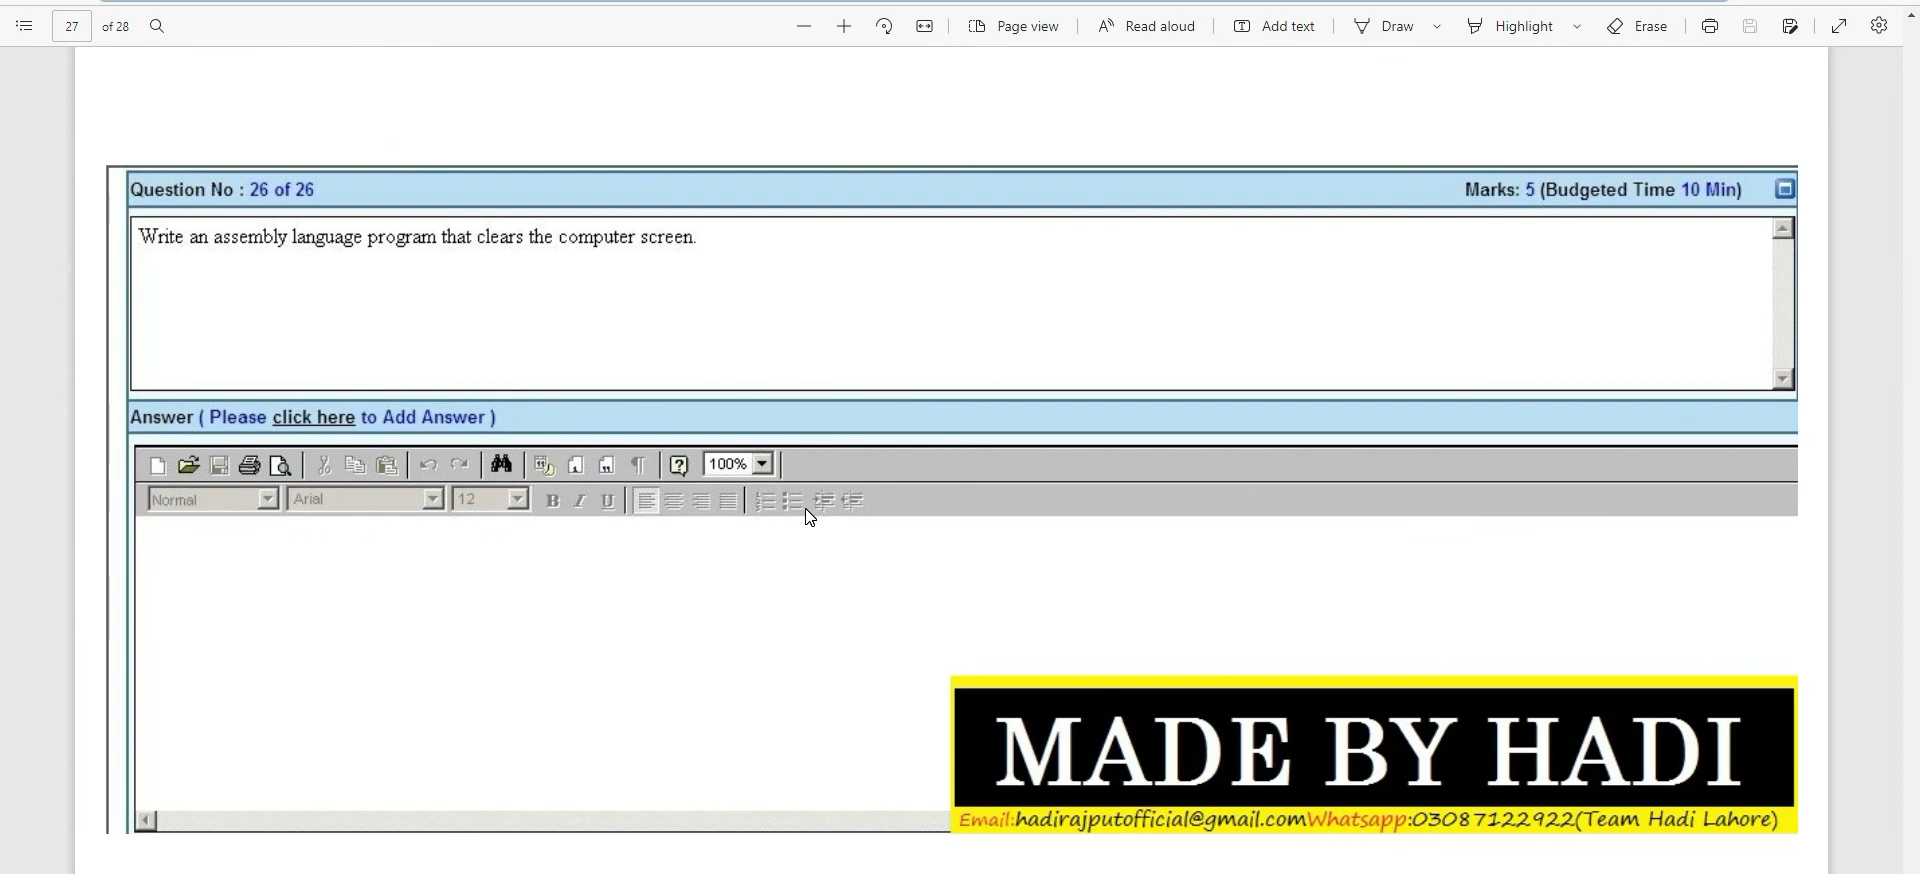 27 of 28 Page view Read aloud Add text Draw Highlight Erase
Question No : 26 of 26 Marks: 5 (Budgeted Time 10 Min)
Write an assembly language program that clears the computer screen.
Answer ( Please click here to Add Answer )
100%
Normal Arial 12 B I U
MADE BY HADI
Email:hadirajputofficial@gmail.comWhatsapp:03087122922(Team Hadi Lahore)